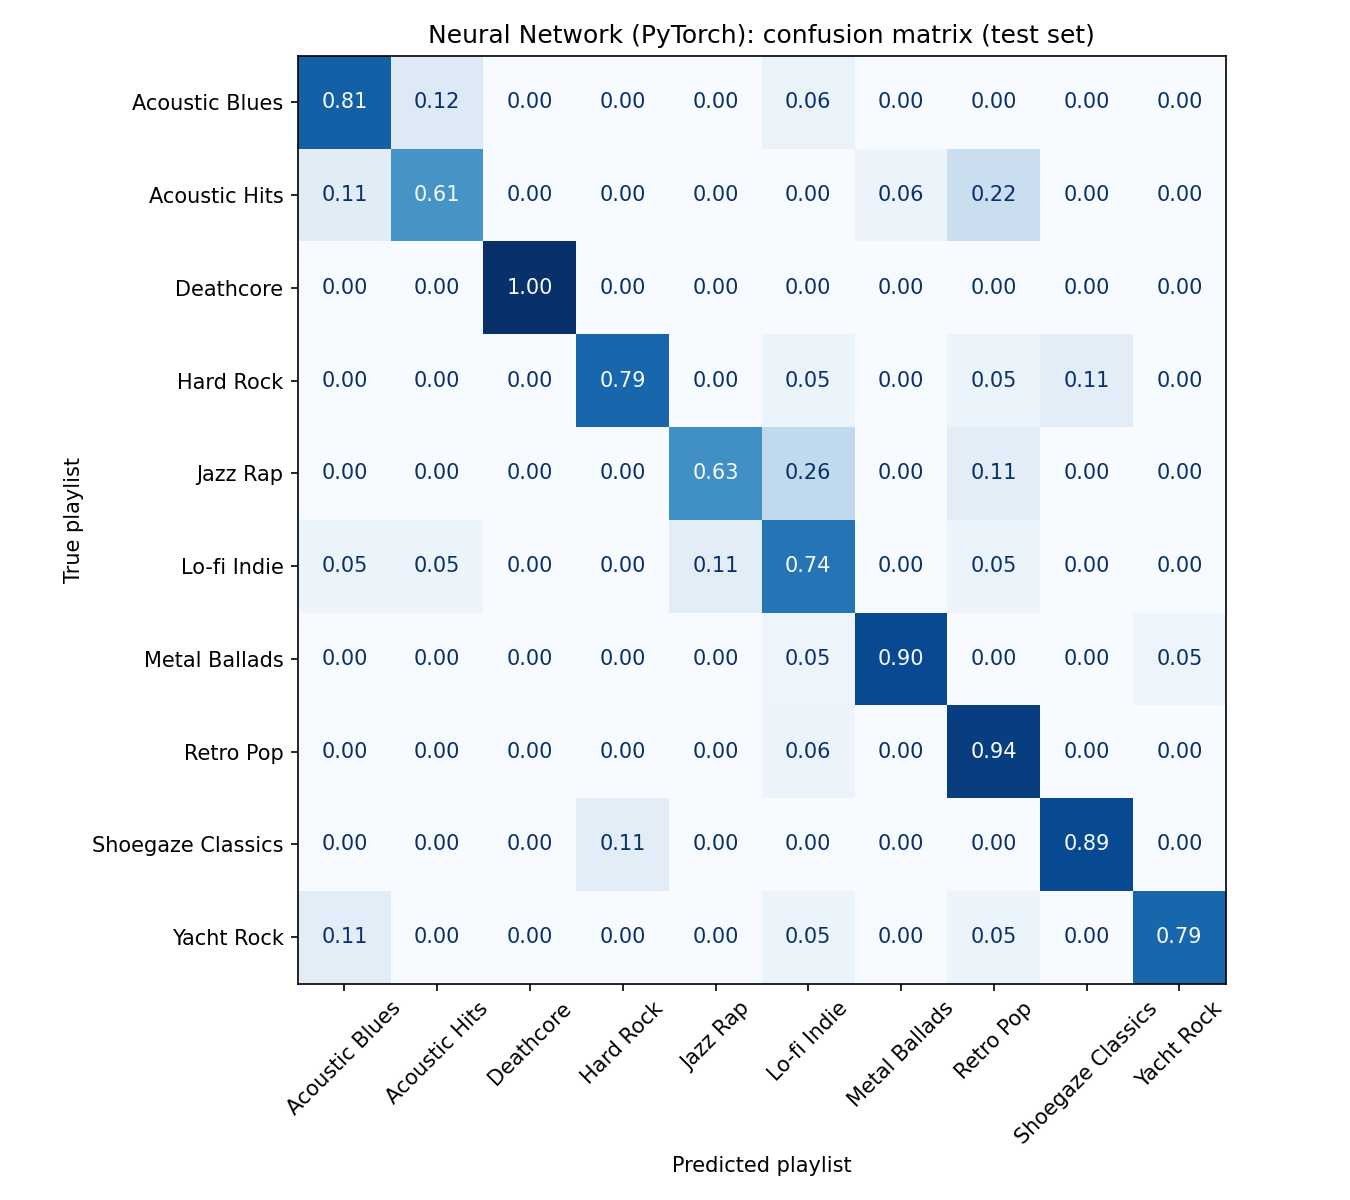 Neural Network (PyTorch): confusion matrix (test set)
Acoustic Blues 0.81 0.12 0.00 0.00 0.00 0.06 0.00 0.00 0.00 0.00
Acoustic Hits 0.11 0.61 0.00 0.00 0.00 0.00 0.06 0.22 0.00 0.00
Deathcore 0.00 0.00 1.00 0.00 0.00 0.00 0.00 0.00 0.00 0.00
Hard Rock 0.00 0.00 0.00 0.79 0.00 0.05 0.00 0.05 0.11 0.00
Jazz Rap 0.00 0.00 0.00 0.00 0.63 0.26 0.00 0.11 0.00 0.00
Lo-fi Indie 0.05 0.05 0.00 0.00 0.11 0.74 0.00 0.05 0.00 0.00
Metal Ballads 0.00 0.00 0.00 0.00 0.00 0.05 0.90 0.00 0.00 0.05
Retro Pop 0.00 0.00 0.00 0.00 0.00 0.06 0.00 0.94 0.00 0.00
Shoegaze Classics 0.00 0.00 0.00 0.11 0.00 0.00 0.00 0.00 0.89 0.00
Yacht Rock 0.11 0.00 0.00 0.00 0.00 0.05 0.00 0.05 0.00 0.79
True playlist
Acoustic Blues Acoustic Hits Deathcore Hard Rock Jazz Rap Lo-fi Indie Metal Ballads Retro Pop Shoegaze Classics Yacht Rock
Predicted playlist